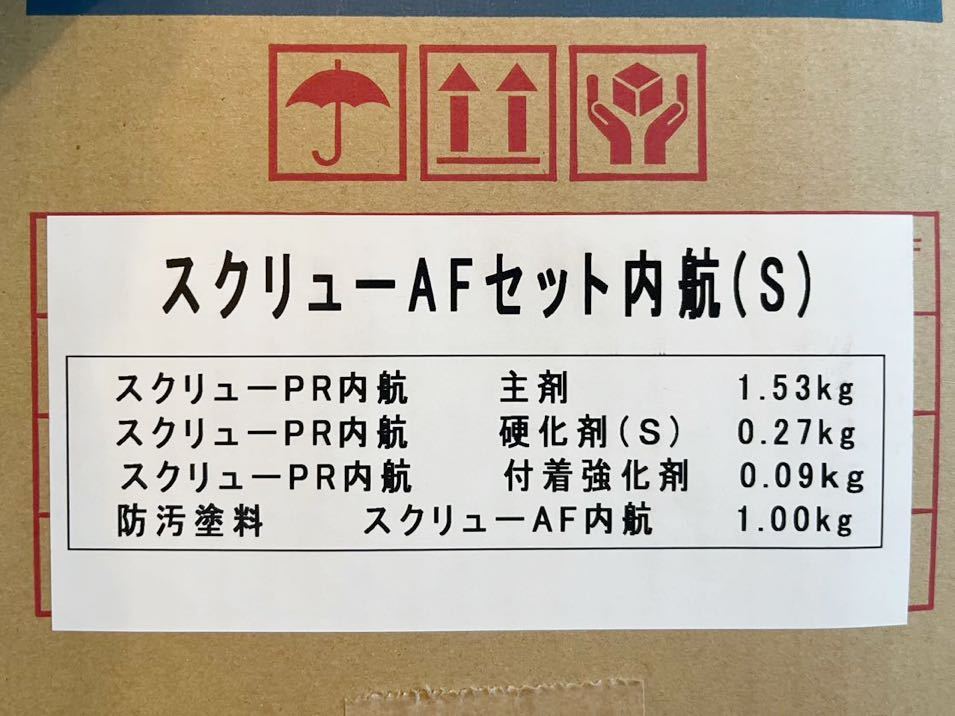 スクリューAFセット内航(S)
スクリューPR内航 主剤 1.53kg
スクリューPR内航 硬化剤(S) 0.27kg
スクリューPR内航 付着強化剤 0.09kg
防汚塗料 スクリューAF内航 1.00kg